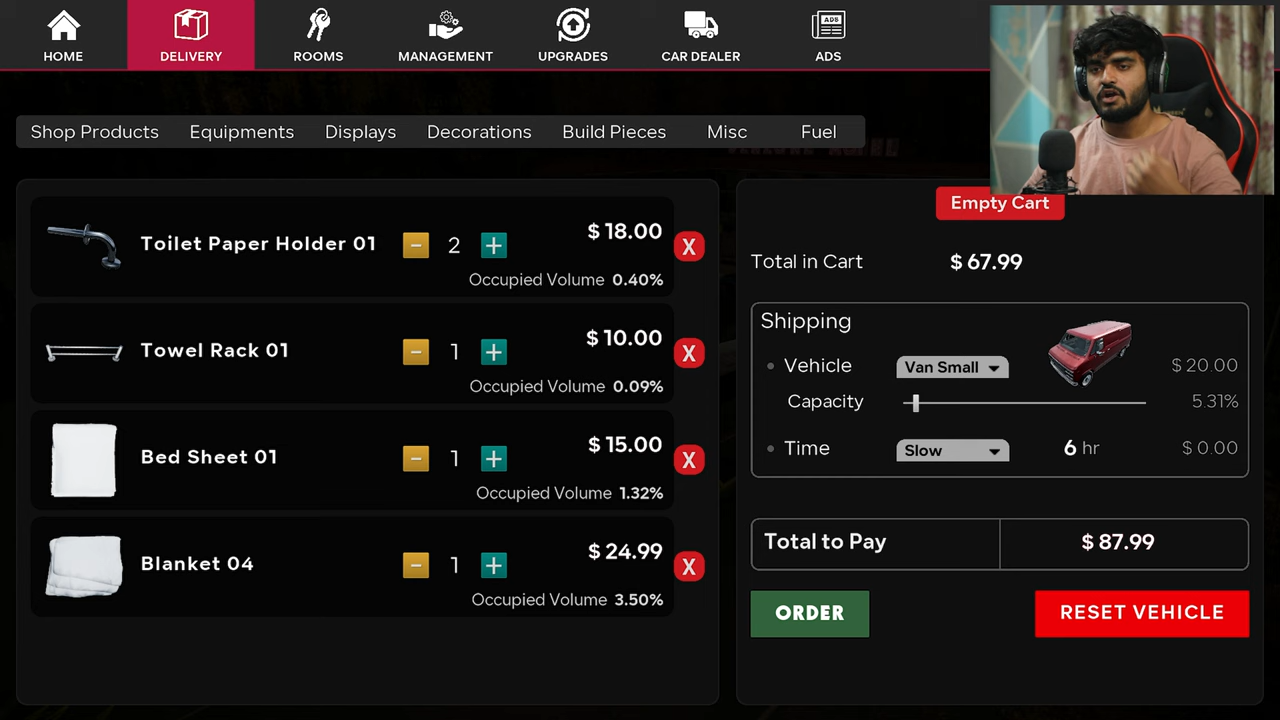 HOME
DELIVERY
ROOMS
MANAGEMENT
UPGRADES
CAR DEALER
ADS
ADS
Shop Products
Equipments
Displays
Decorations
Build Pieces
Misc
Fuel
Toilet Paper Holder 01
2
$ 18.00
X
Occupied Volume 0.40%
Towel Rack 01
1
$ 10.00
X
Occupied Volume 0.09%
Bed Sheet 01
1
$ 15.00
X
Occupied Volume 1.32%
Blanket 04
1
$ 24.99
X
Occupied Volume 3.50%
Empty Cart
Total in Cart
$ 67.99
Shipping
Vehicle
Van Small
$ 20.00
Capacity
5.31%
Time
Slow
6 hr
$ 0.00
Total to Pay
$ 87.99
ORDER
RESET VEHICLE